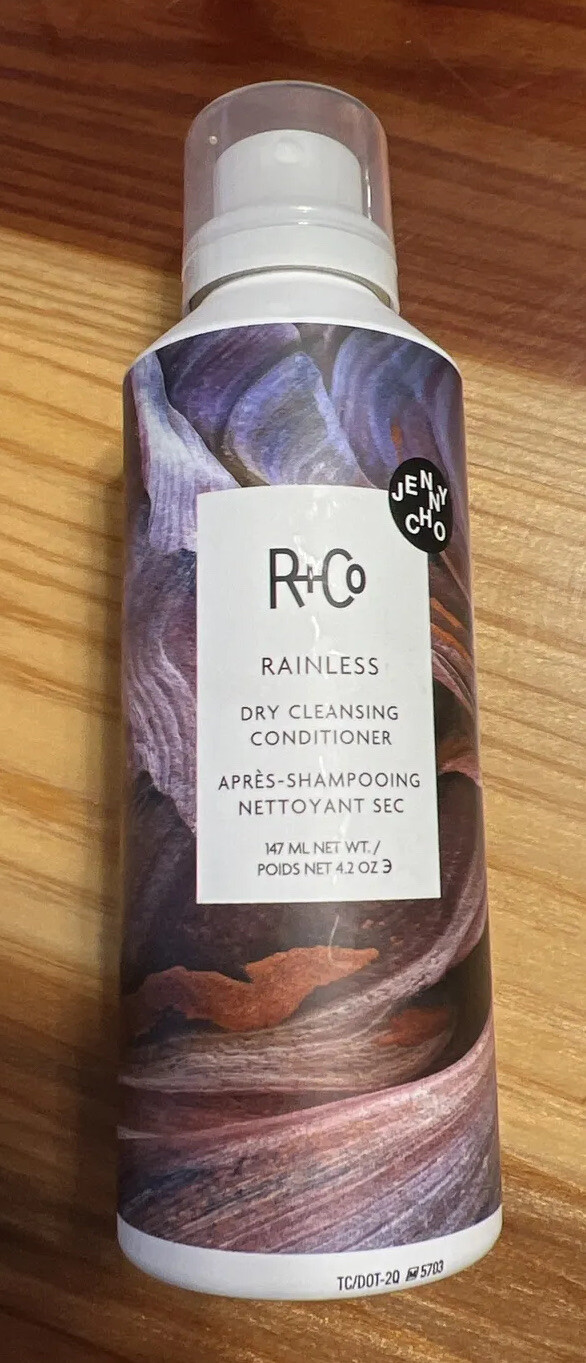 JENNY
CHO
R+Co
RAINLESS
DRY CLEANSING
CONDITIONER
APRÈS-SHAMPOOING
NETTOYANT SEC
147 ML NET WT. /
POIDS NET 4.2 OZ ℈
TC/DOT-2Q M 5703